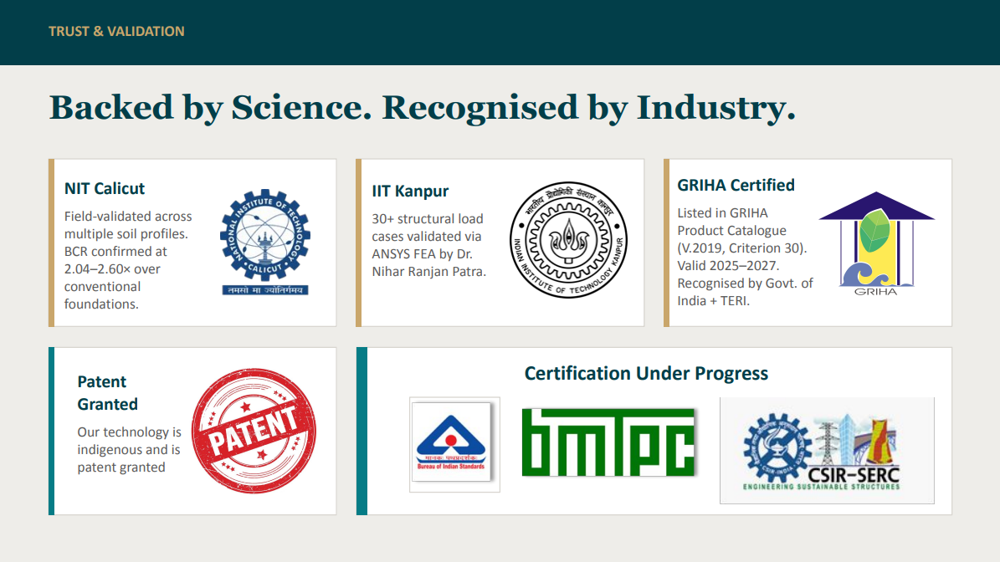 TRUST & VALIDATION
Backed by Science. Recognised by Industry.
NIT Calicut
Field-validated across
multiple soil profiles.
BCR confirmed at
2.04–2.60× over
conventional
foundations.
NATIONAL INSTITUTE OF TECHNOLOGY
CALICUT
तमसो मा ज्योतिर्गमय
IIT Kanpur
30+ structural load
cases validated via
ANSYS FEA by Dr.
Nihar Ranjan Patra.
भारतीय प्रौद्योगिकी संस्थान कानपुर
INDIAN INSTITUTE OF TECHNOLOGY KANPUR
GRIHA Certified
Listed in GRIHA
Product Catalogue
(V.2019, Criterion 30).
Valid 2025–2027.
Recognised by Govt. of
India + TERI.
GRIHA
Patent
Granted
Our technology is
indigenous and is
patent granted
PATENT
Certification Under Progress
मानकः पथप्रदर्शकः
Bureau of Indian Standards
bmTPC
CSIR-INDIA
CSIR–SERC
ENGINEERING SUSTAINABLE STRUCTURES